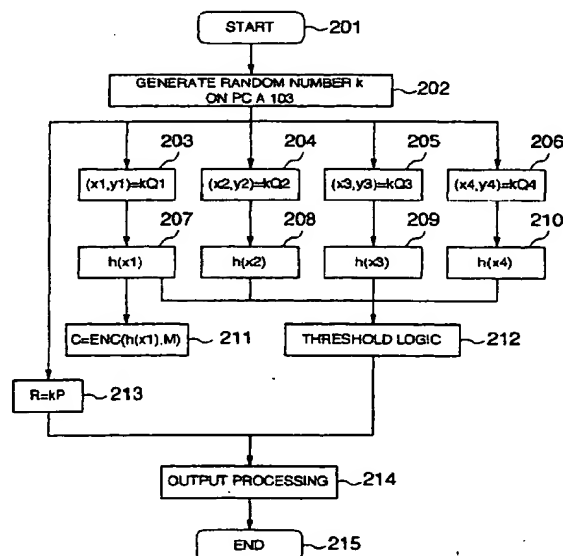 START
201
GENERATE RANDOM NUMBER k
ON PC A 103
202
203
204
205
206
(x1,y1)=kQ1
(x2,y2)=kQ2
(x3,y3)=kQ3
(x4,y4)=kQ4
207
208
209
210
h(x1)
h(x2)
h(x3)
h(x4)
C=ENC(h(x1),M)
211
THRESHOLD LOGIC
212
R=kP
213
OUTPUT PROCESSING
214
END
215